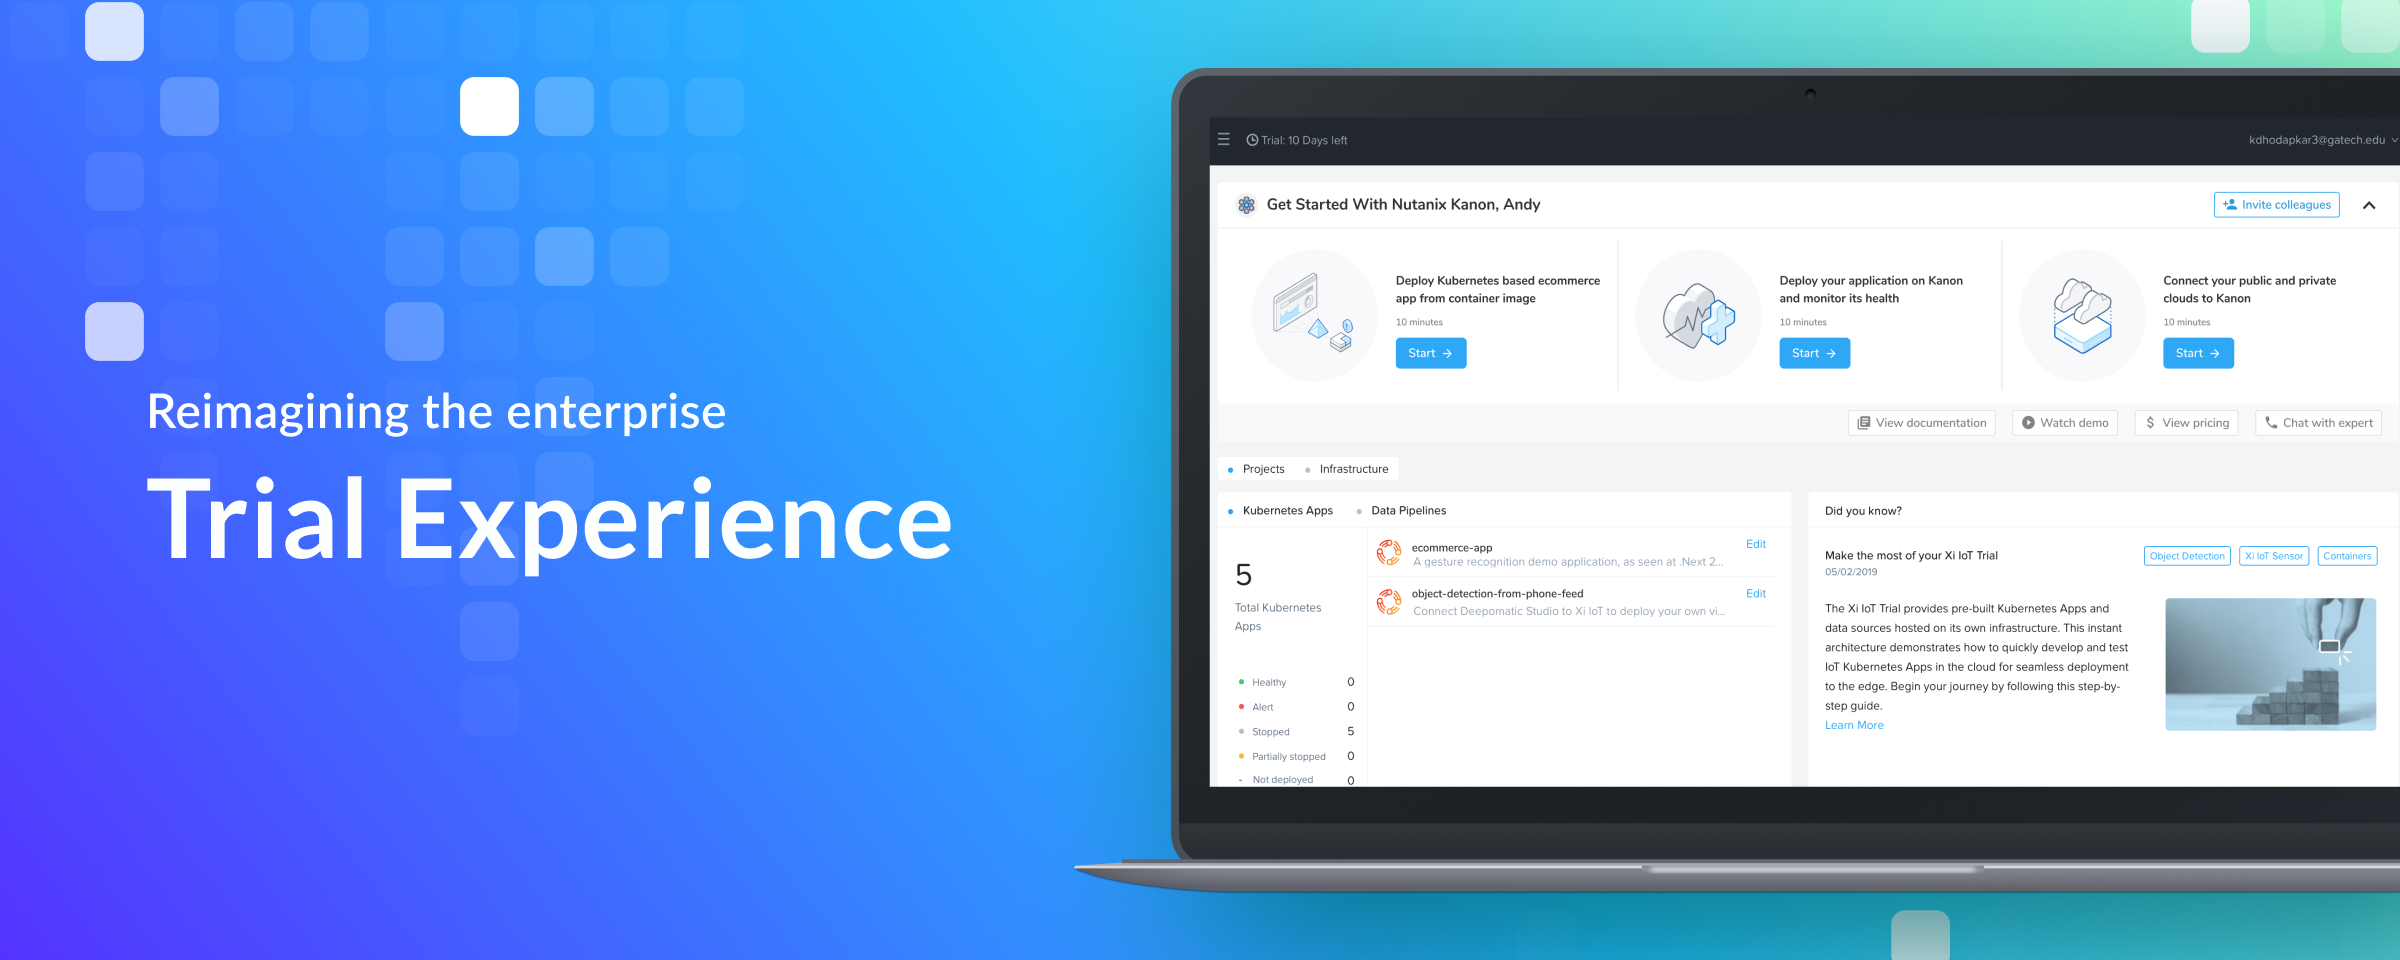 Reimagining the enterprise
Trial Experience
Trial: 10 Days left
kdhodapkar3@gatech.edu
Get Started With Nutanix Kanon, Andy
Invite colleagues
Deploy Kubernetes based ecommerce
app from container image
10 minutes
Start
Deploy your application on Kanon
and monitor its health
10 minutes
Start
Connect your public and private
clouds to Kanon
10 minutes
Start
View documentation
Watch demo
$ View pricing
Chat with expert
Projects
Infrastructure
Kubernetes Apps
Data Pipelines
5
Total Kubernetes
Apps
Healthy 0
Alert 0
Stopped 5
Partially stopped 0
- Not deployed 0
ecommerce-app
Edit
A gesture recognition demo application, as seen at .Next 2...
object-detection-from-phone-feed
Edit
Connect Deepomatic Studio to Xi IoT to deploy your own vi...
Did you know?
Make the most of your Xi IoT Trial
05/02/2019
Object Detection
Xi IoT Sensor
Containers
The Xi IoT Trial provides pre-built Kubernetes Apps and
data sources hosted on its own infrastructure. This instant
architecture demonstrates how to quickly develop and test
IoT Kubernetes Apps in the cloud for seamless deployment
to the edge. Begin your journey by following this step-by-
step guide.
Learn More